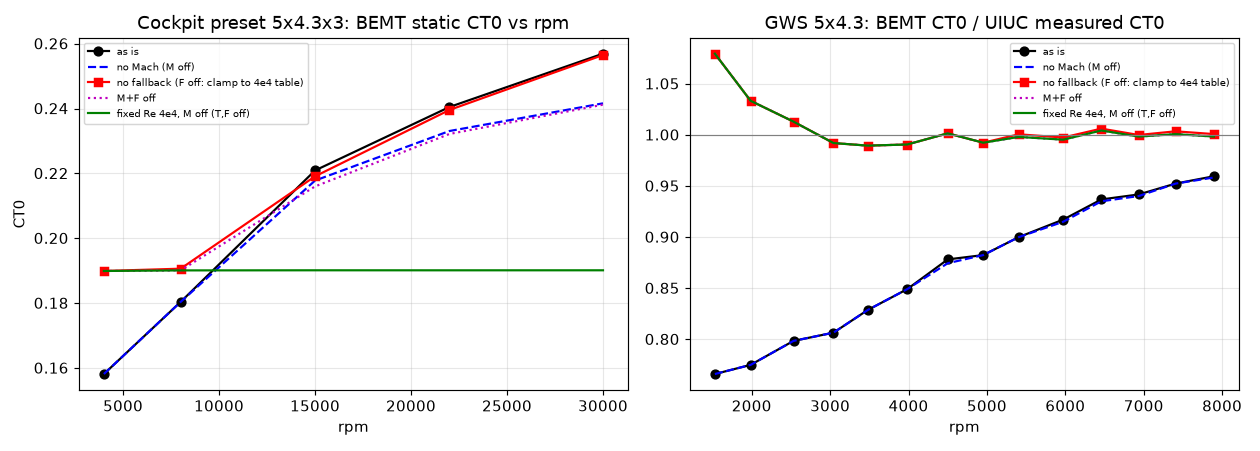 Cockpit preset 5x4.3x3: BEMT static CT0 vs rpm
0.26
0.24
0.22
0.20
0.18
0.16
CT0
as is
no Mach (M off)
no fallback (F off: clamp to 4e4 table)
M+F off
fixed Re 4e4, M off (T,F off)
5000 10000 15000 20000 25000 30000
rpm
GWS 5x4.3: BEMT CT0 / UIUC measured CT0
1.05
1.00
0.95
0.90
0.85
0.80
as is
no Mach (M off)
no fallback (F off: clamp to 4e4 table)
M+F off
fixed Re 4e4, M off (T,F off)
2000 3000 4000 5000 6000 7000 8000
rpm